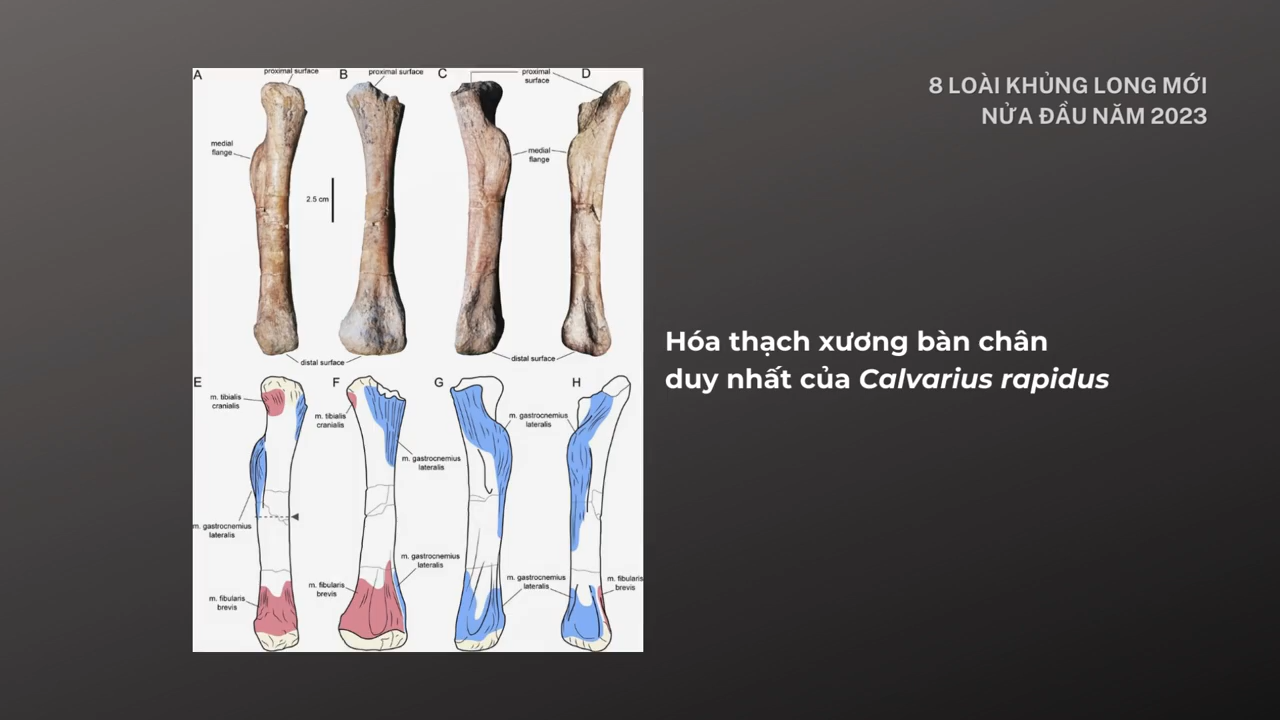 8 LOÀI KHỦNG LONG MỚI
NỬA ĐẦU NĂM 2023
A
B
C
D
proximal surface
proximal surface
proximal
surface
medial
flange
medial
flange
2.5 cm
distal surface
distal surface
Hóa thạch xương bàn chân
duy nhất của Calvarius rapidus
E
F
G
H
m. tibialis
cranialis
m. tibialis
cranialis
m. gastrocnemius
lateralis
m. gastrocnemius
lateralis
m. gastrocnemius
lateralis
m. gastrocnemius
lateralis
m. gastrocnemius
lateralis
m. fibularis
brevis
m. fibularis
brevis
m. fibularis
brevis